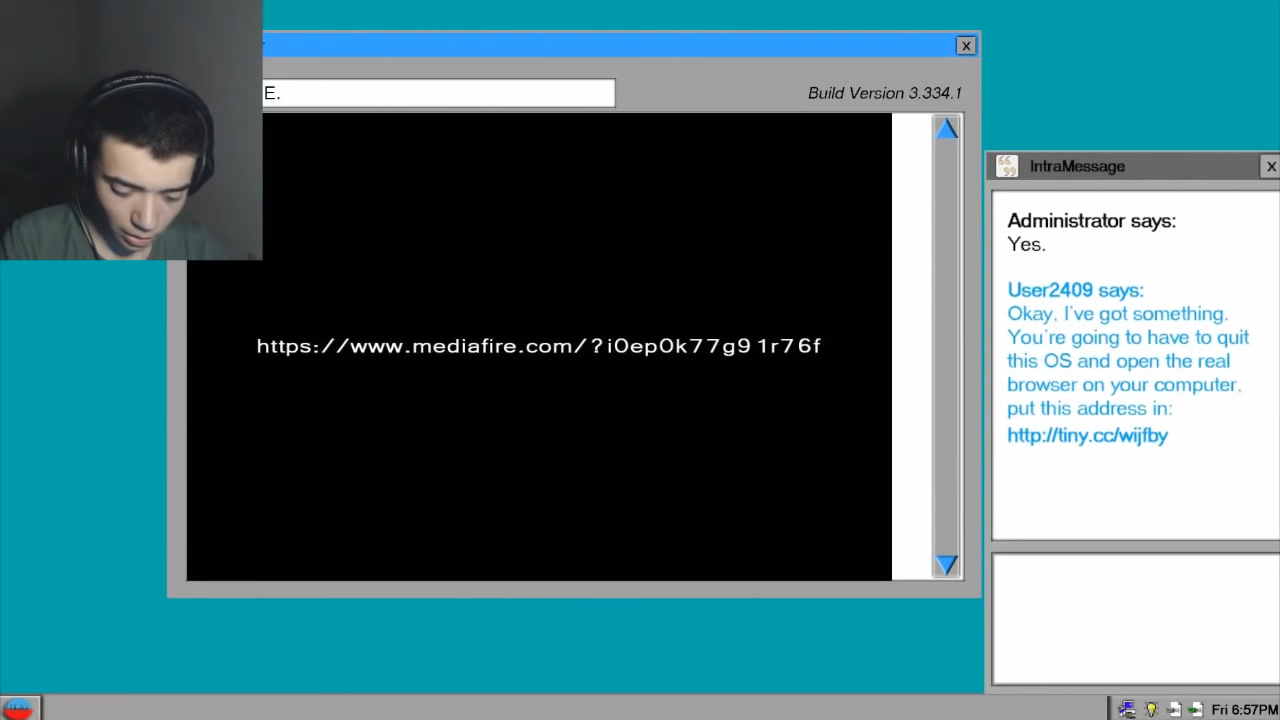 E.
Build Version 3.334.1
https://www.mediafire.com/?i0ep0k77g91r76f
IntraMessage
Administrator says:
Yes.
User2409 says:
Okay, I've got something.
You're going to have to quit
this OS and open the real
browser on your computer.
put this address in:
http://tiny.cc/wijfby
Fri 6:57PM